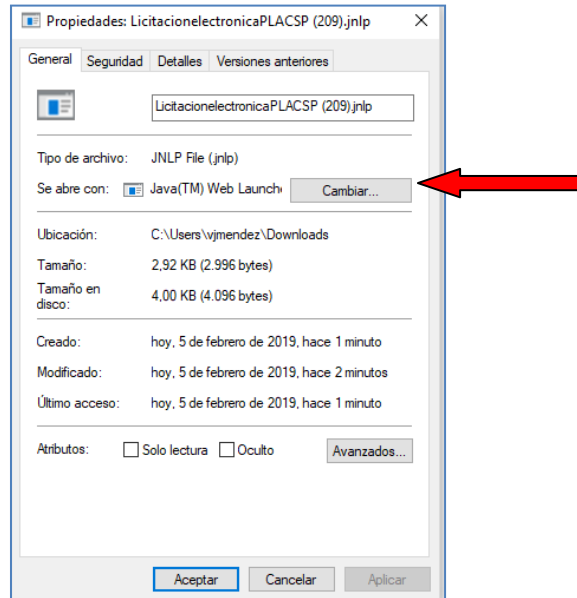 Propiedades: LicitacionelectronicaPLACSP (209).jnlp
General Seguridad Detalles Versiones anteriores
LicitacionelectronicaPLACSP (209).jnlp
Tipo de archivo: JNLP File (.jnlp)
Se abre con: Java(TM) Web Launche Cambiar...
Ubicación: C:\Users\vjmendez\Downloads
Tamaño: 2,92 KB (2.996 bytes)
Tamaño en
disco: 4,00 KB (4.096 bytes)
Creado: hoy, 5 de febrero de 2019, hace 1 minuto
Modificado: hoy, 5 de febrero de 2019, hace 2 minutos
Último acceso: hoy, 5 de febrero de 2019, hace 1 minuto
Atributos: Solo lectura Oculto Avanzados...
Aceptar Cancelar Aplicar